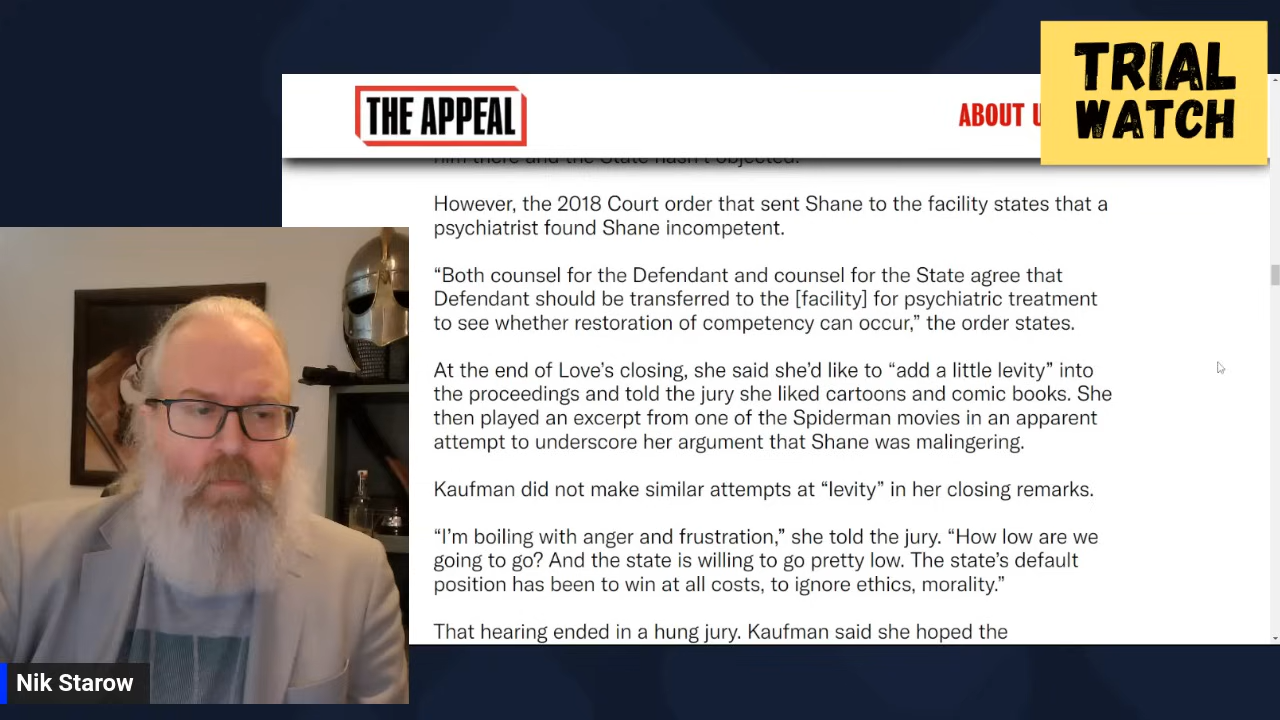 TRIAL
WATCH
THE APPEAL
ABOUT U
him there and the State hasn't objected.
However, the 2018 Court order that sent Shane to the facility states that a
psychiatrist found Shane incompetent.
“Both counsel for the Defendant and counsel for the State agree that
Defendant should be transferred to the [facility] for psychiatric treatment
to see whether restoration of competency can occur,” the order states.
At the end of Love’s closing, she said she’d like to “add a little levity” into
the proceedings and told the jury she liked cartoons and comic books. She
then played an excerpt from one of the Spiderman movies in an apparent
attempt to underscore her argument that Shane was malingering.
Kaufman did not make similar attempts at “levity” in her closing remarks.
“I’m boiling with anger and frustration,” she told the jury. “How low are we
going to go? And the state is willing to go pretty low. The state’s default
position has been to win at all costs, to ignore ethics, morality.”
That hearing ended in a hung jury. Kaufman said she hoped the
Nik Starow